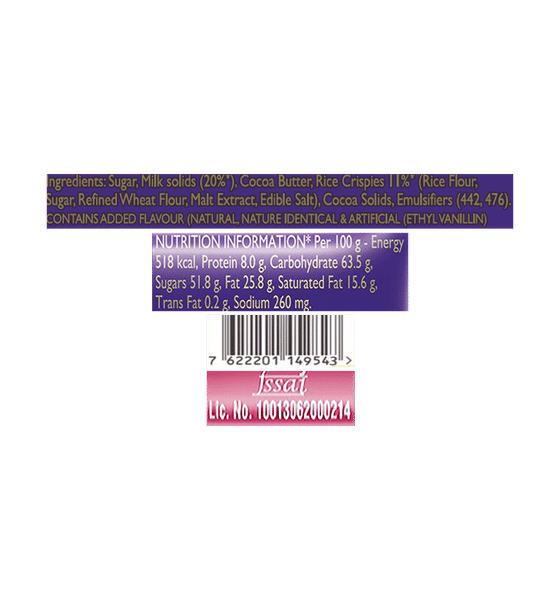 Ingredients: Sugar, Milk solids (20%*), Cocoa Butter, Rice Crispies 11%* (Rice Flour,
Sugar, Refined Wheat Flour, Malt Extract, Edible Salt), Cocoa Solids, Emulsifiers (442, 476).
CONTAINS ADDED FLAVOUR (NATURAL, NATURE IDENTICAL & ARTIFICIAL (ETHYL VANILLIN)
NUTRITION INFORMATION* Per 100 g - Energy
518 kcal, Protein 8.0 g, Carbohydrate 63.5 g,
Sugars 51.8 g, Fat 25.8 g, Saturated Fat 15.6 g,
Trans Fat 0.2 g, Sodium 260 mg.
7 622201 149543 >
fssai
Lic. No. 10013062000214